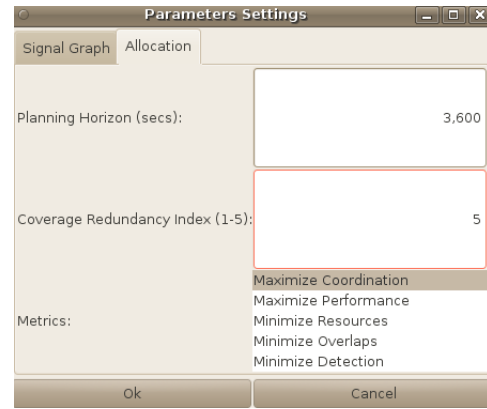 Parameters Settings
Signal Graph Allocation
Planning Horizon (secs): 3,600
Coverage Redundancy Index (1-5): 5
Metrics:
Maximize Coordination
Maximize Performance
Minimize Resources
Minimize Overlaps
Minimize Detection
Ok Cancel